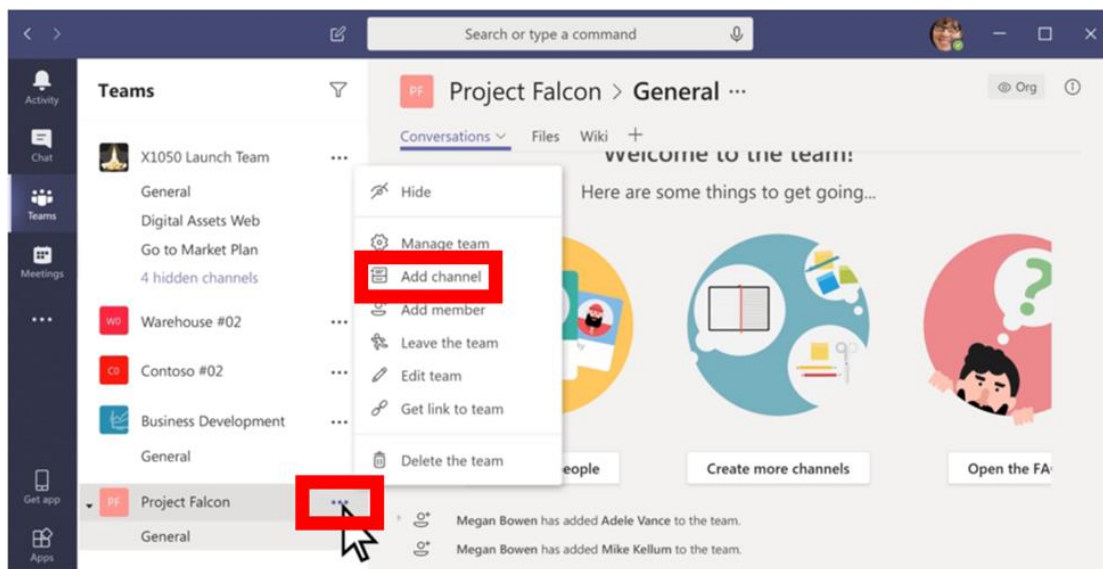 Search or type a command
Activity
Chat
Teams
Meetings
Get app
Apps
Teams
X1050 Launch Team
General
Digital Assets Web
Go to Market Plan
4 hidden channels
W0 Warehouse #02
C0 Contoso #02
Business Development
General
PF Project Falcon
General
Hide
Manage team
Add channel
Add member
Leave the team
Edit team
Get link to team
Delete the team
PF Project Falcon > General
Org
Conversations Files Wiki
Welcome to the team!
Here are some things to get going...
eople
Create more channels
Open the FA
Megan Bowen has added Adele Vance to the team.
Megan Bowen has added Mike Kellum to the team.